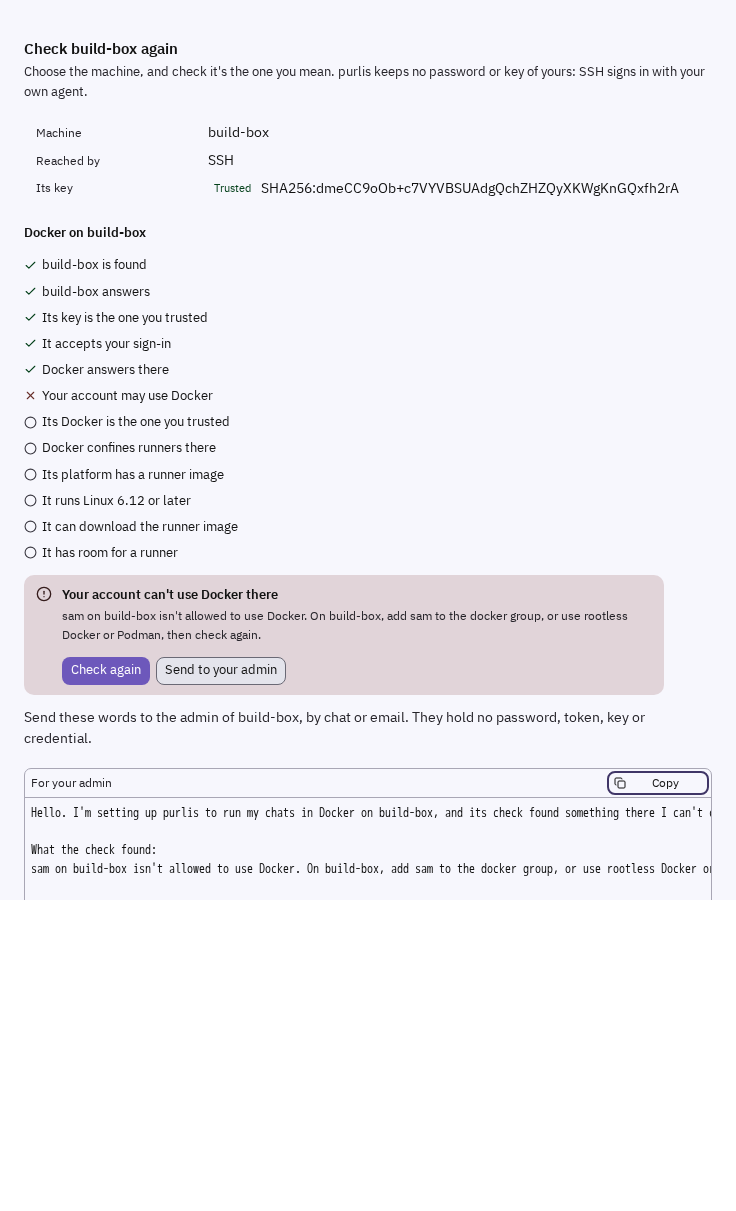 Check build-box again
Choose the machine, and check it's the one you mean. purlis keeps no password or key of yours: SSH signs in with your
own agent.
Machine build-box
Reached by SSH
Its key Trusted SHA256:dmeCC9oOb+c7VYVBSUAdgQchZHZQyXKWgKnGQxfh2rA
Docker on build-box
build-box is found
build-box answers
Its key is the one you trusted
It accepts your sign-in
Docker answers there
Your account may use Docker
Its Docker is the one you trusted
Docker confines runners there
Its platform has a runner image
It runs Linux 6.12 or later
It can download the runner image
It has room for a runner
Your account can't use Docker there
sam on build-box isn't allowed to use Docker. On build-box, add sam to the docker group, or use rootless
Docker or Podman, then check again.
Check again Send to your admin
Send these words to the admin of build-box, by chat or email. They hold no password, token, key or
credential.
For your admin Copy
Hello. I'm setting up purlis to run my chats in Docker on build-box, and its check found something there I can't
What the check found:
sam on build-box isn't allowed to use Docker. On build-box, add sam to the docker group, or use rootless Docker